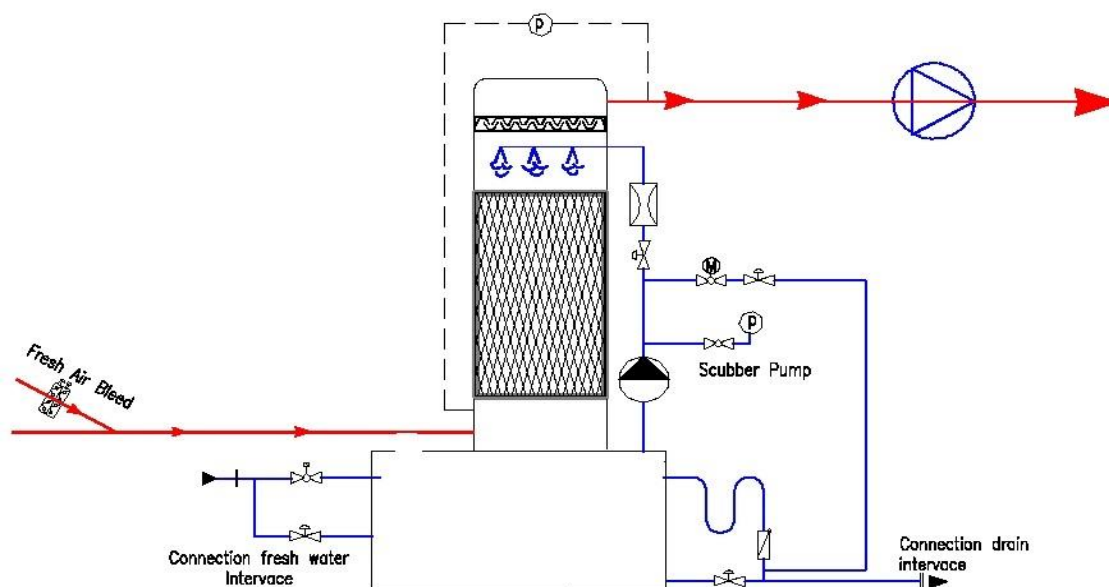 P
M
P
Scubber Pump
Fresh Air Bleed
Connection fresh water
Intervace
Connection drain
intervace